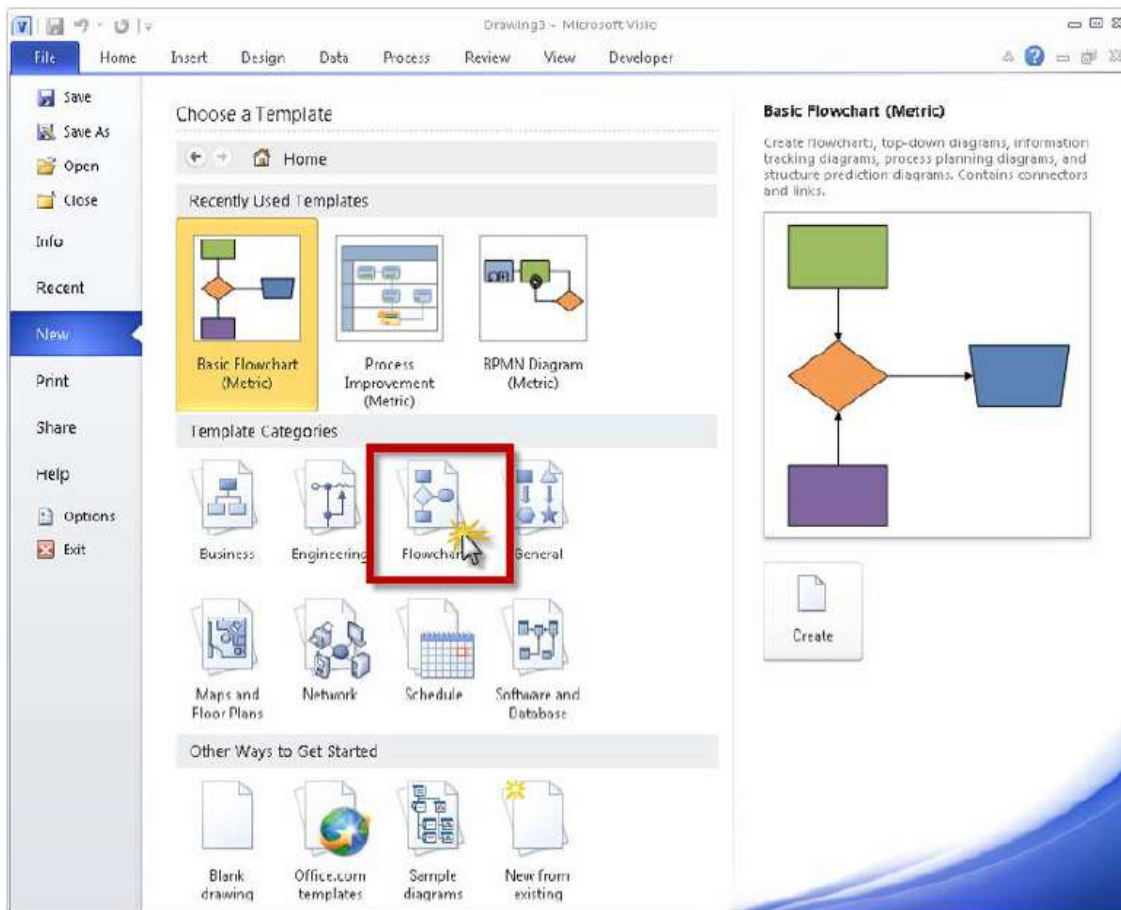 Drawing3 - Microsoft Visio
File Home Insert Design Data Process Review View Developer
Save
Save As
Open
Close
Info
Recent
New
Print
Share
Help
Options
Exit
Choose a Template
Home
Recently Used Templates
Basic Flowchart
(Metric)
Process
Improvement
(Metric)
BPMN Diagram
(Metric)
Template Categories
Business
Engineering
Flowchar
General
Maps and
Floor Plans
Network
Schedule
Software and
Database
Other Ways to Get Started
Blank
drawing
Office.com
templates
Sample
diagrams
New from
existing
Basic Flowchart (Metric)
Create flowcharts, top-down diagrams, information
tracking diagrams, process planning diagrams, and
structure prediction diagrams. Contains connectors
and links.
Create